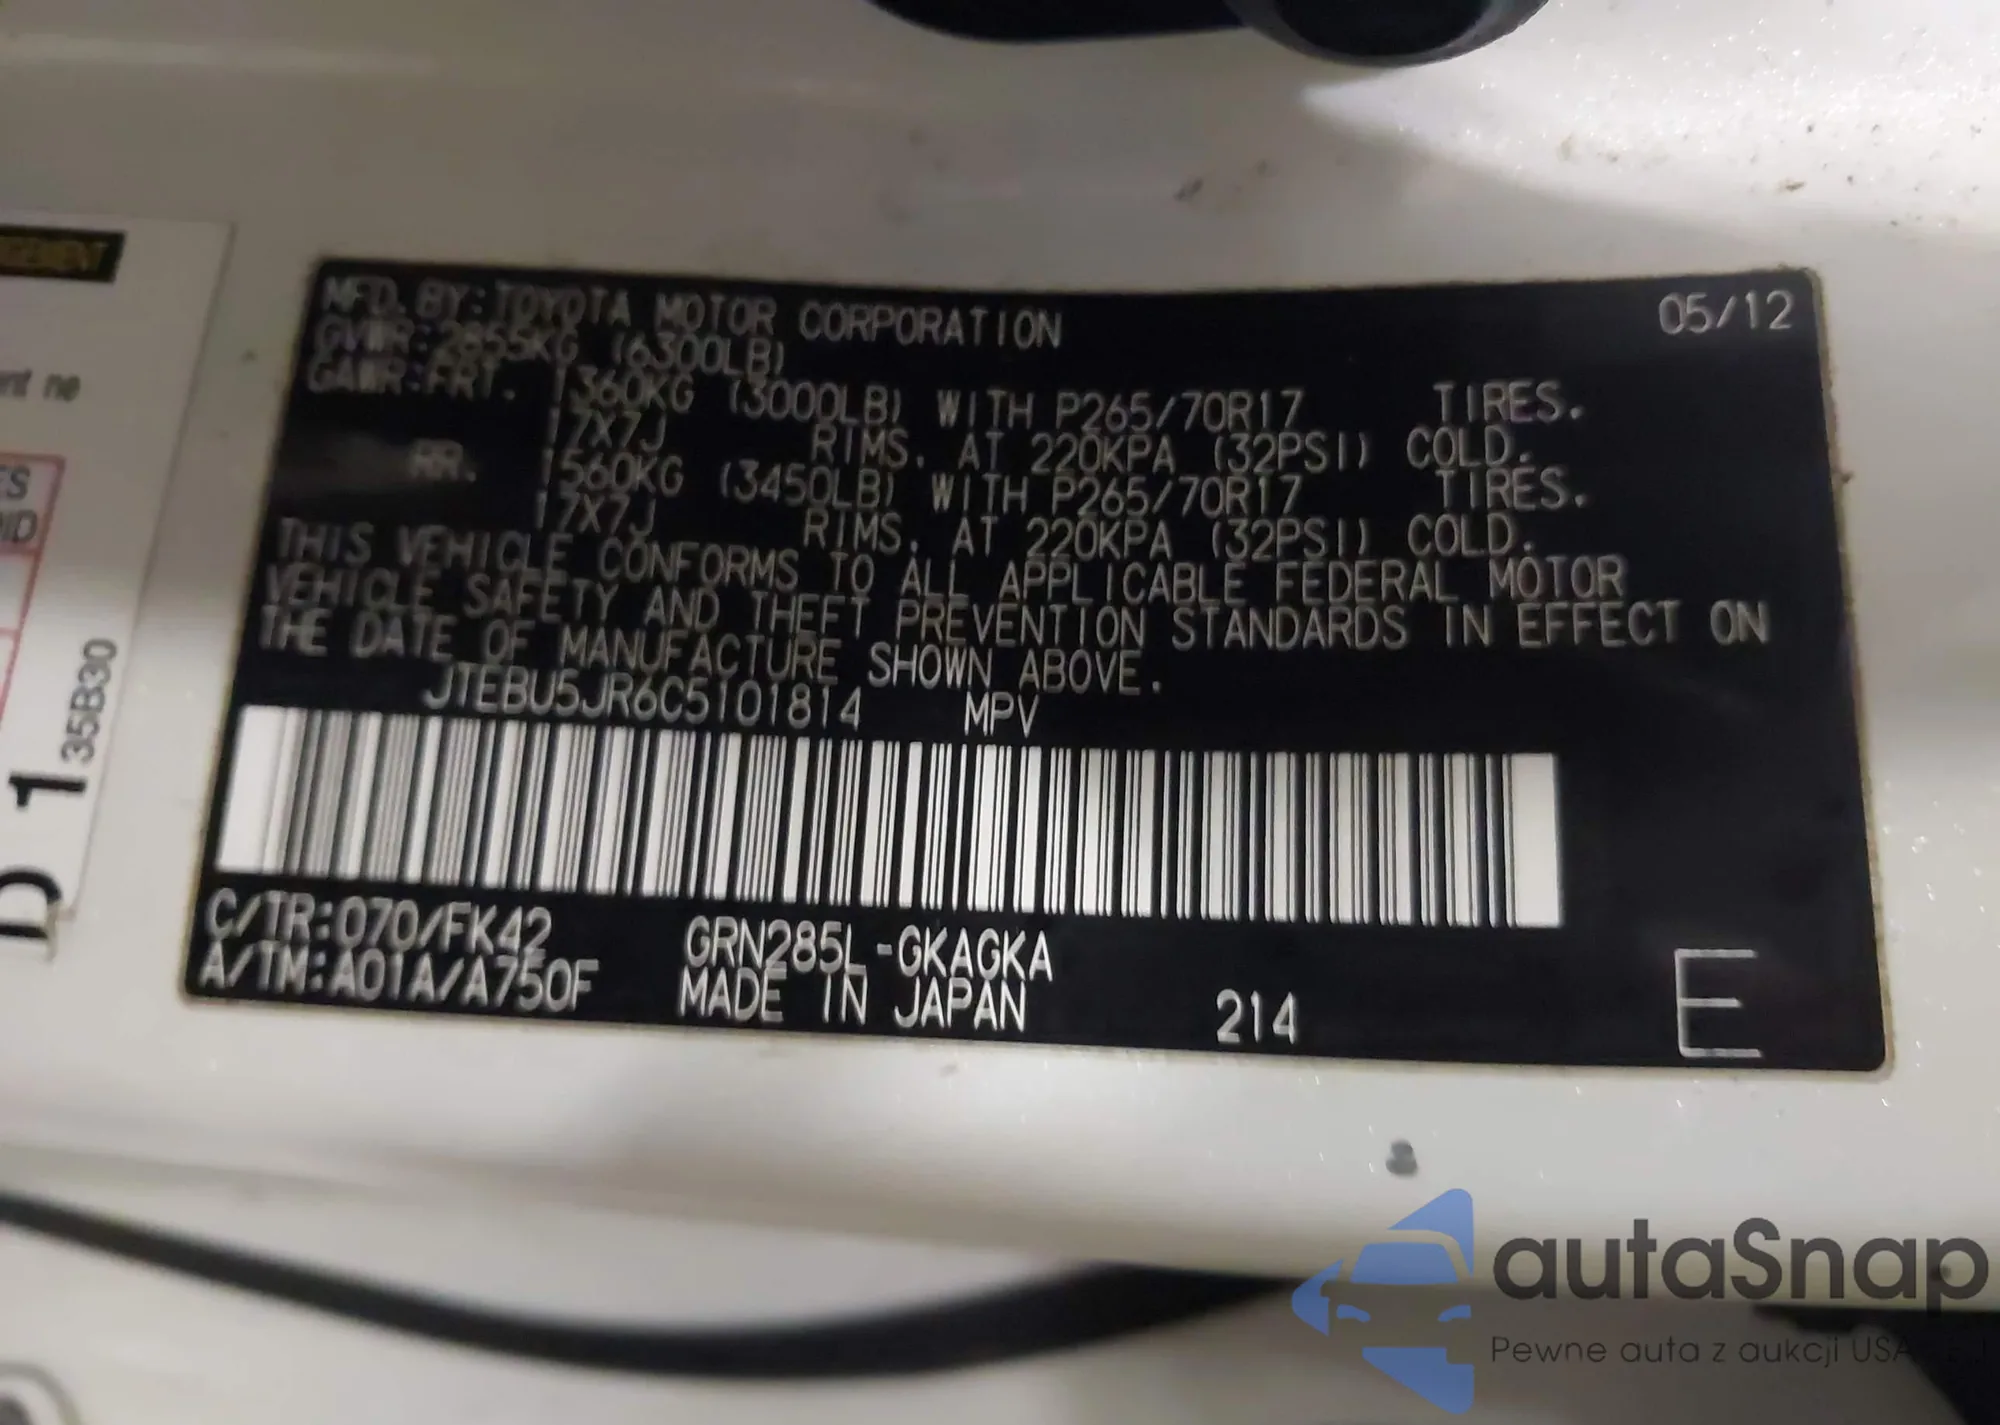 MFD. BY: TOYOTA MOTOR CORPORATION 05/12
GVWR: 2855KG (6300LB)
GAWR: FRT. 1360KG (3000LB) WITH P265/70R17 TIRES.
17X7J RIMS. AT 220KPA (32PSI) COLD.
RR. 1560KG (3450LB) WITH P265/70R17 TIRES.
17X7J RIMS. AT 220KPA (32PSI) COLD.
THIS VEHICLE CONFORMS TO ALL APPLICABLE FEDERAL MOTOR
VEHICLE SAFETY AND THEFT PREVENTION STANDARDS IN EFFECT ON
THE DATE OF MANUFACTURE SHOWN ABOVE.
JTEBU5JR6C5101814 MPV
C/TR: 070/FK42 GRN285L-GKAGKA
A/TM: A01A/A750F MADE IN JAPAN 214 E
ne
D 1 35B30
autaSnap
Pewne auta z aukcji USA